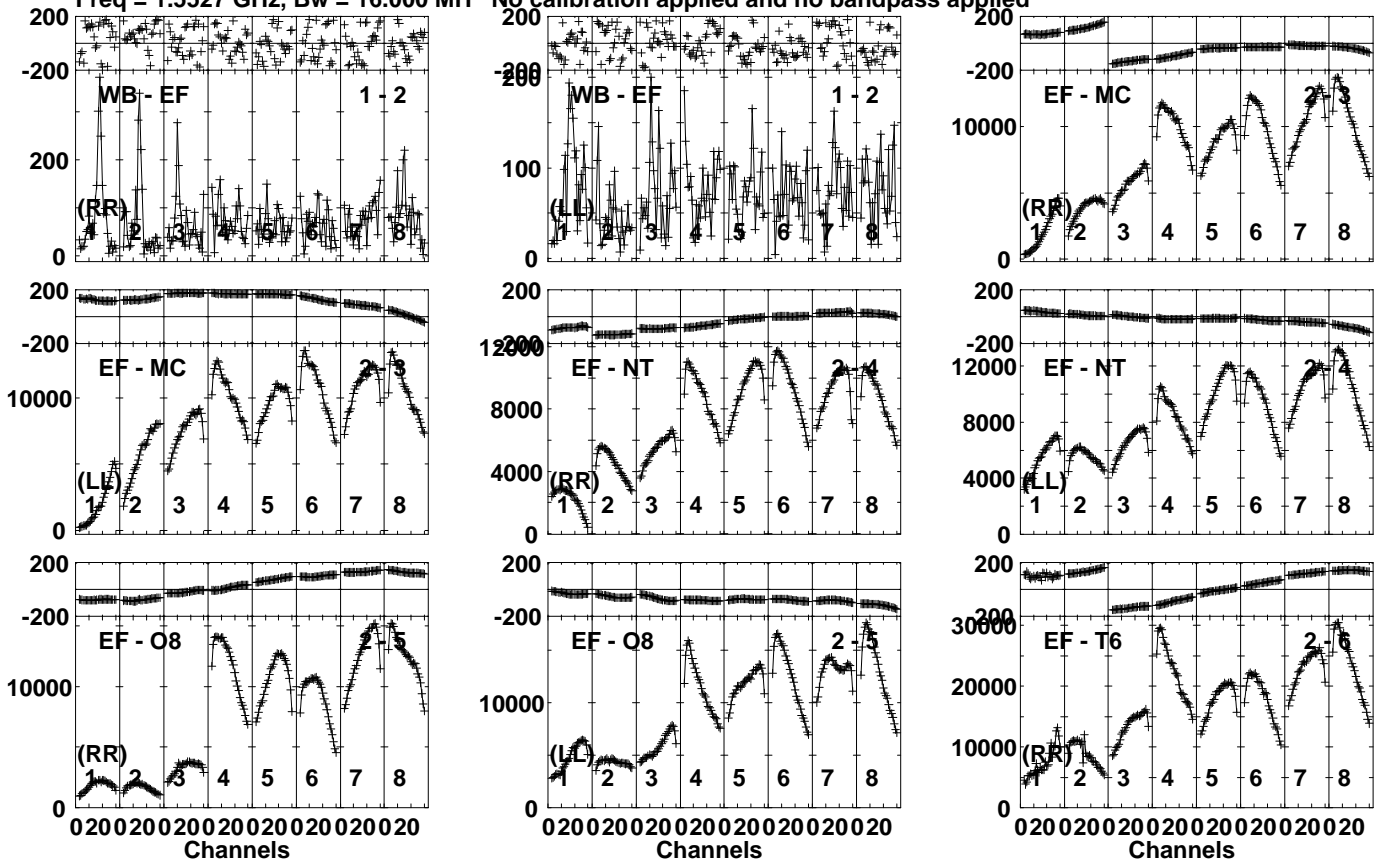 Freq = 1.5527 GHz, Bw = 16.000 MH No calibration applied and no bandpass applied
200 200 200
-200 -200 -200
WB - EF 1 - 2
200
0
(RR)
1 2 3 4 5 6 7 8
200
WB - EF 1 - 2
100
0
(LL)
1 2 3 4 5 6 7 8
EF - MC 2 - 3
10000
0
(RR)
1 2 3 4 5 6 7 8
200 200 200
-200 -200 -200
EF - MC 2 - 3
10000
0
(LL)
1 2 3 4 5 6 7 8
12000
EF - NT 2 - 4
8000
4000
0
(RR)
1 2 3 4 5 6 7 8
12000
EF - NT 2 - 4
8000
4000
0
(LL)
1 2 3 4 5 6 7 8
200 200 200
-200 -200 -200
EF - O8 2 - 5
10000
0
(RR)
1 2 3 4 5 6 7 8
EF - O8 2 - 5
10000
0
(LL)
1 2 3 4 5 6 7 8
30000
EF - T6 2 - 6
20000
10000
0
(RR)
1 2 3 4 5 6 7 8
0 20 0 20 0 20 0 20 0 20 0 20 0 20 0 20
Channels
0 20 0 20 0 20 0 20 0 20 0 20 0 20 0 20
Channels
0 20 0 20 0 20 0 20 0 20 0 20 0 20 0 20
Channels